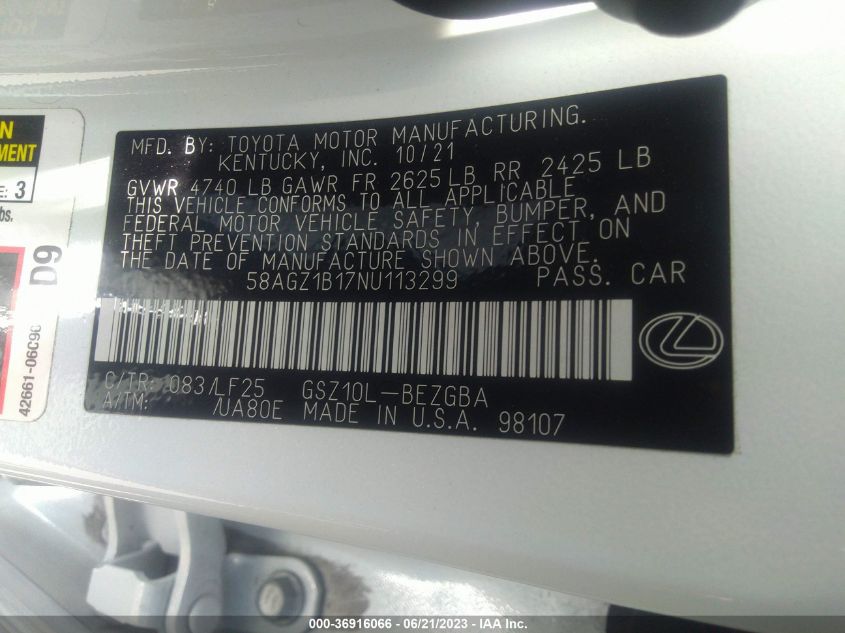 MFD. BY: TOYOTA MOTOR MANUFACTURING.
KENTUCKY, INC. 10/21
GVWR 4740 LB GAWR FR 2625 LB RR 2425 LB
THIS VEHICLE CONFORMS TO ALL APPLICABLE
FEDERAL MOTOR VEHICLE SAFETY, BUMPER, AND
THEFT PREVENTION STANDARDS IN EFFECT ON
THE DATE OF MANUFACTURE SHOWN ABOVE.
58AGZ1B17NU113299 PASS. CAR
C/TR: 083/LF25 GSZ10L-BEZGBA
A/TM: /UA80E MADE IN U.S.A. 98107
N
MENT
E: 3
bs.
D9
000-36916066 - 06/21/2023 - IAA Inc.